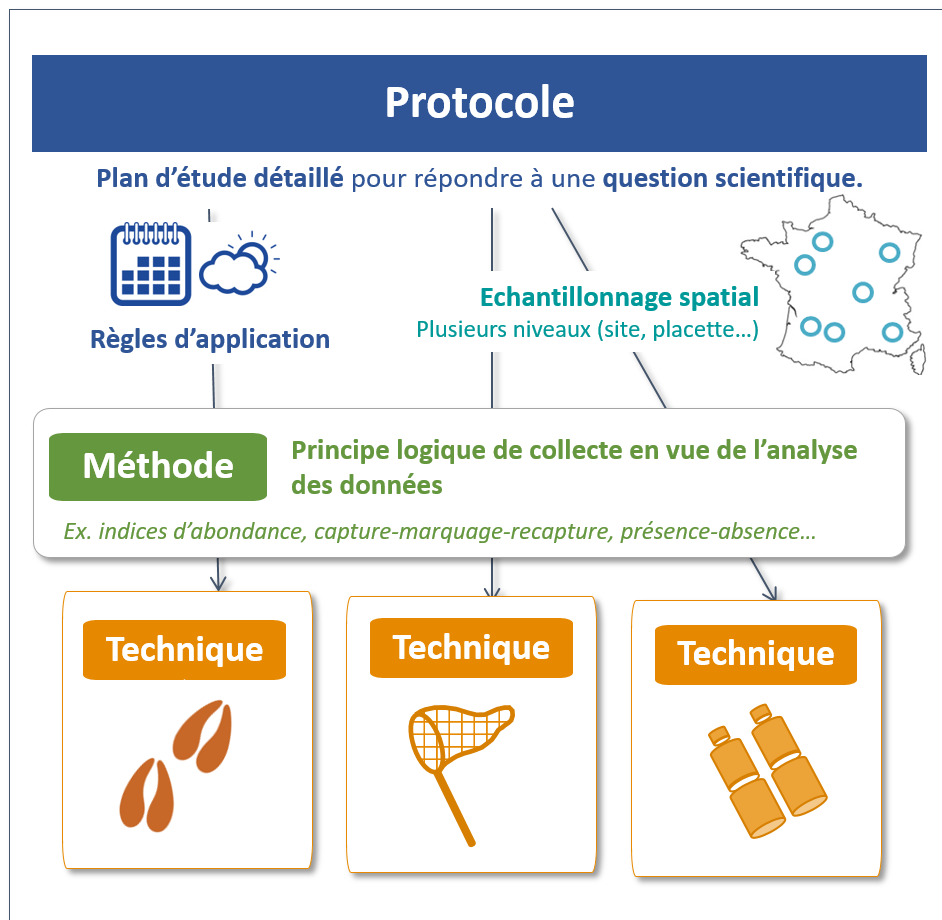 Protocole
Plan d’étude détaillé pour répondre à une question scientifique.
Echantillonnage spatial
Plusieurs niveaux (site, placette…)
Règles d’application
Méthode
Principe logique de collecte en vue de l’analyse
des données
Ex. indices d’abondance, capture-marquage-recapture, présence-absence…
Technique
Technique
Technique